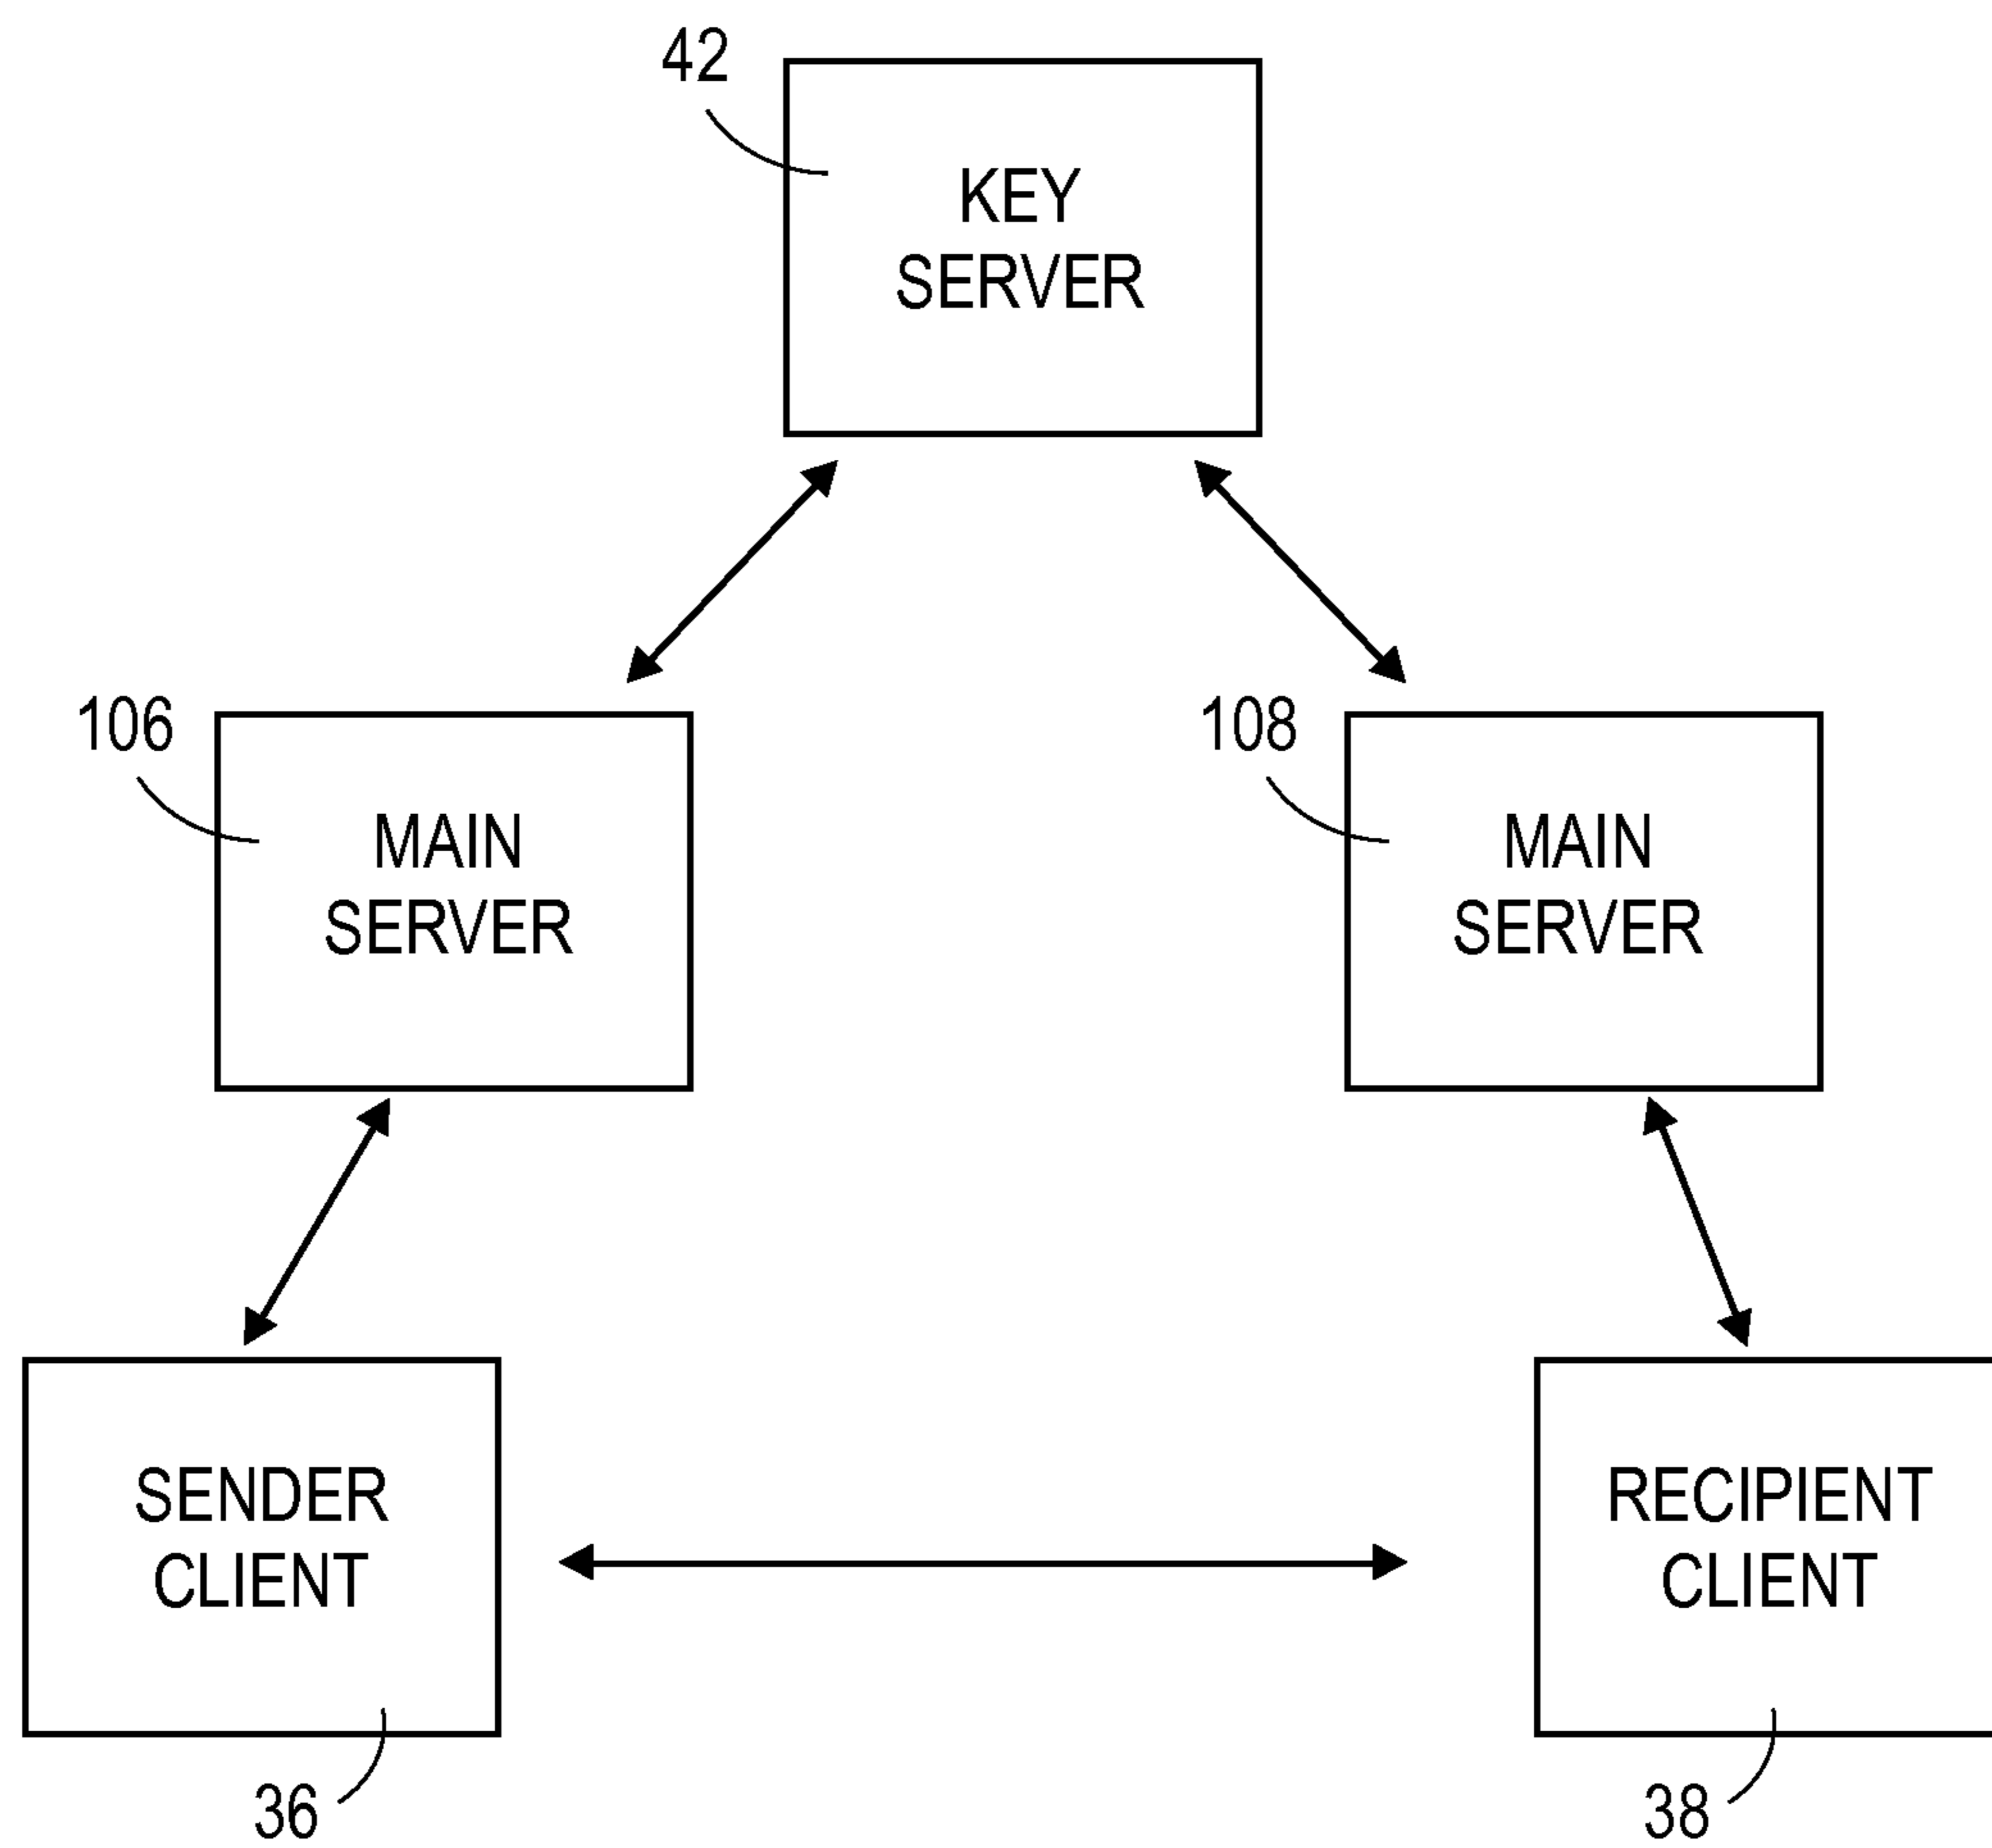 42
KEY
SERVER
106
MAIN
SERVER
108
MAIN
SERVER
SENDER
CLIENT
36
RECIPIENT
CLIENT
38